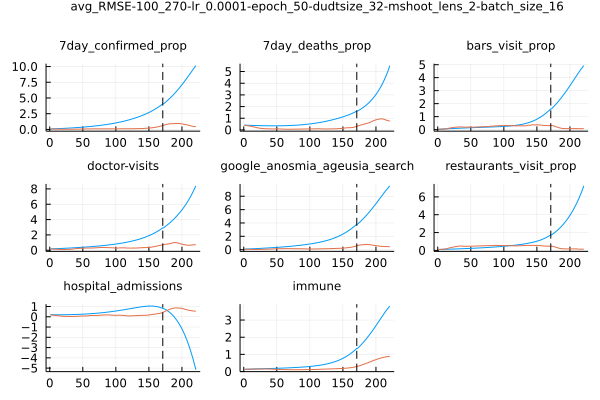 avg_RMSE-100_270-lr_0.0001-epoch_50-dudtsize_32-mshoot_lens_2-batch_size_16
7day_confirmed_prop 7day_deaths_prop bars_visit_prop
10.0 7.5 5.0 2.5 0.0
5 4 3 2 1 0
5 4 3 2 1 0
0 50 100 150 200 0 50 100 150 200 0 50 100 150 200
doctor-visits google_anosmia_ageusia_search restaurants_visit_prop
8 6 4 2 0
8 6 4 2 0
6 4 2 0
0 50 100 150 200 0 50 100 150 200 0 50 100 150 200
hospital_admissions immune
1 0 −1 −2 −3 −4 −5
3 2 1 0
0 50 100 150 200 0 50 100 150 200